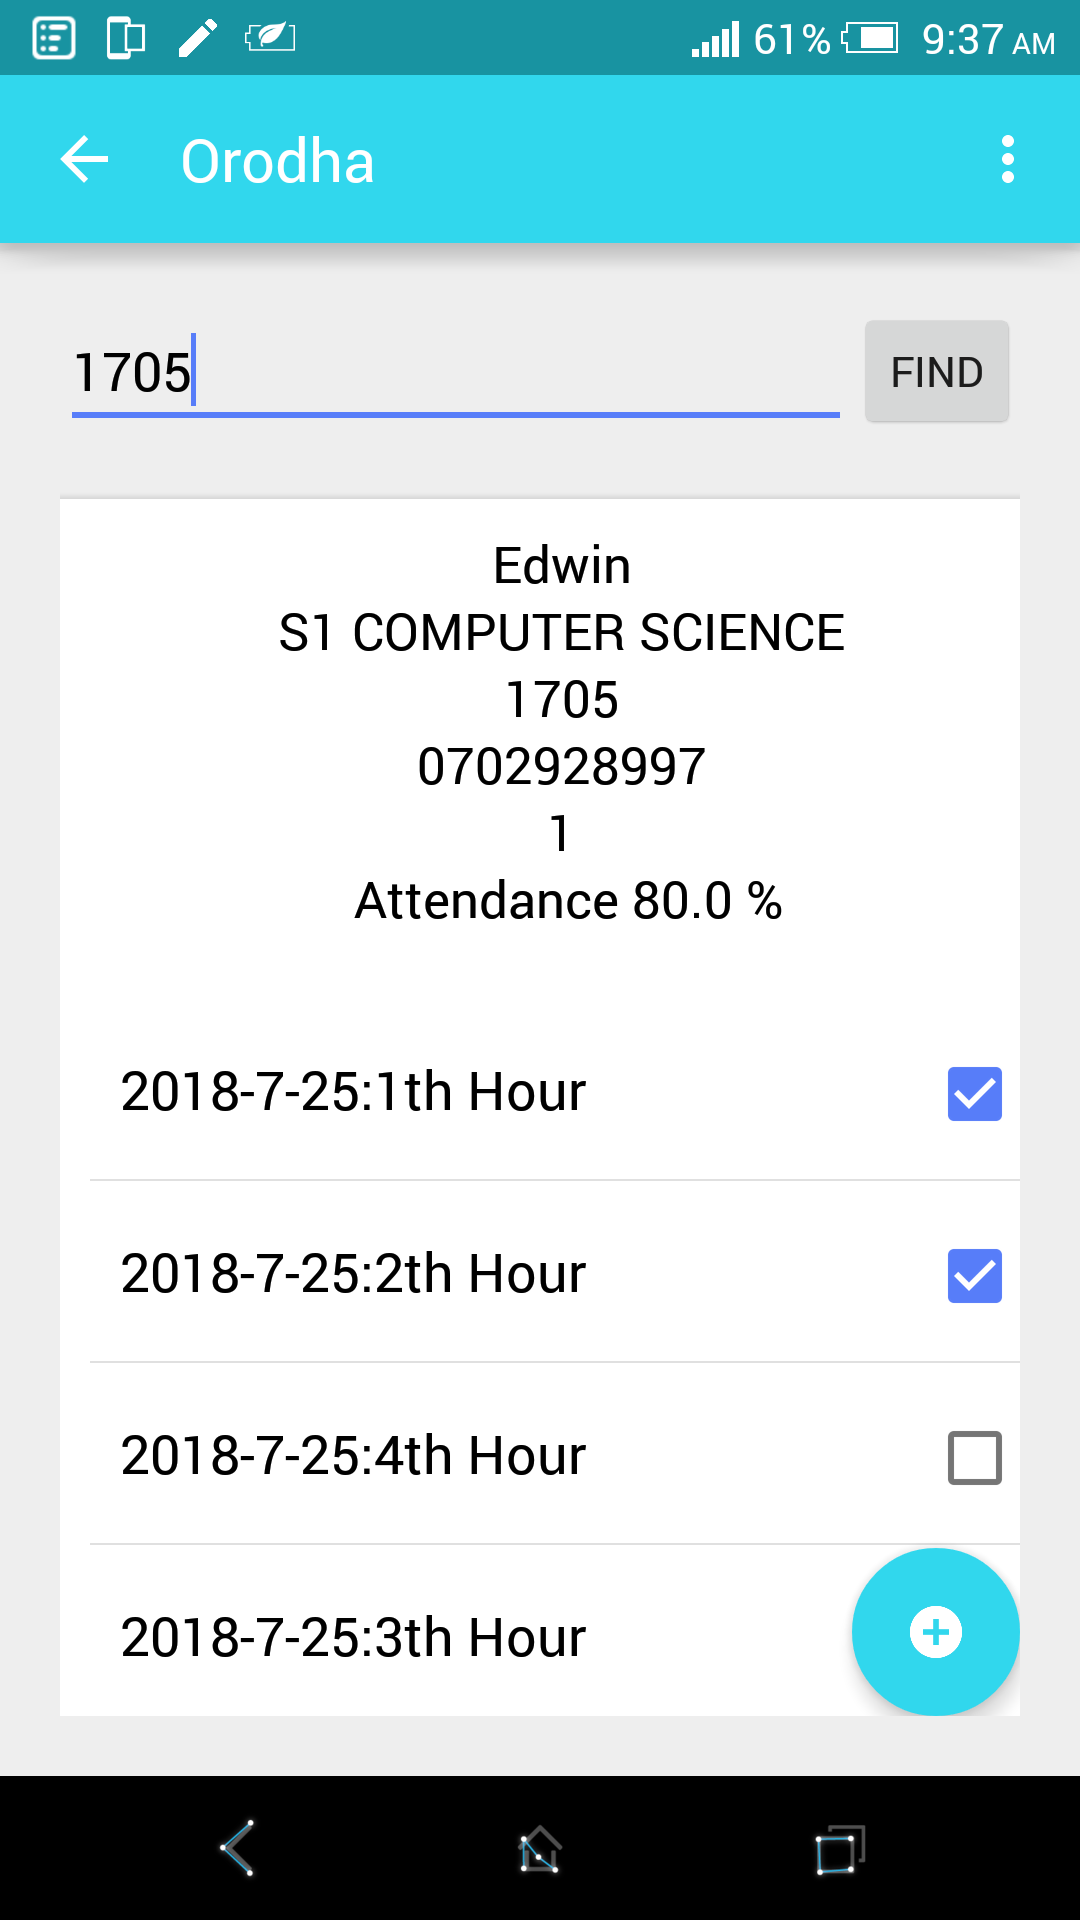 61% 9:37 AM
Orodha
1705
FIND
Edwin
S1 COMPUTER SCIENCE
1705
0702928997
1
Attendance 80.0 %
2018-7-25:1th Hour
2018-7-25:2th Hour
2018-7-25:4th Hour
2018-7-25:3th Hour